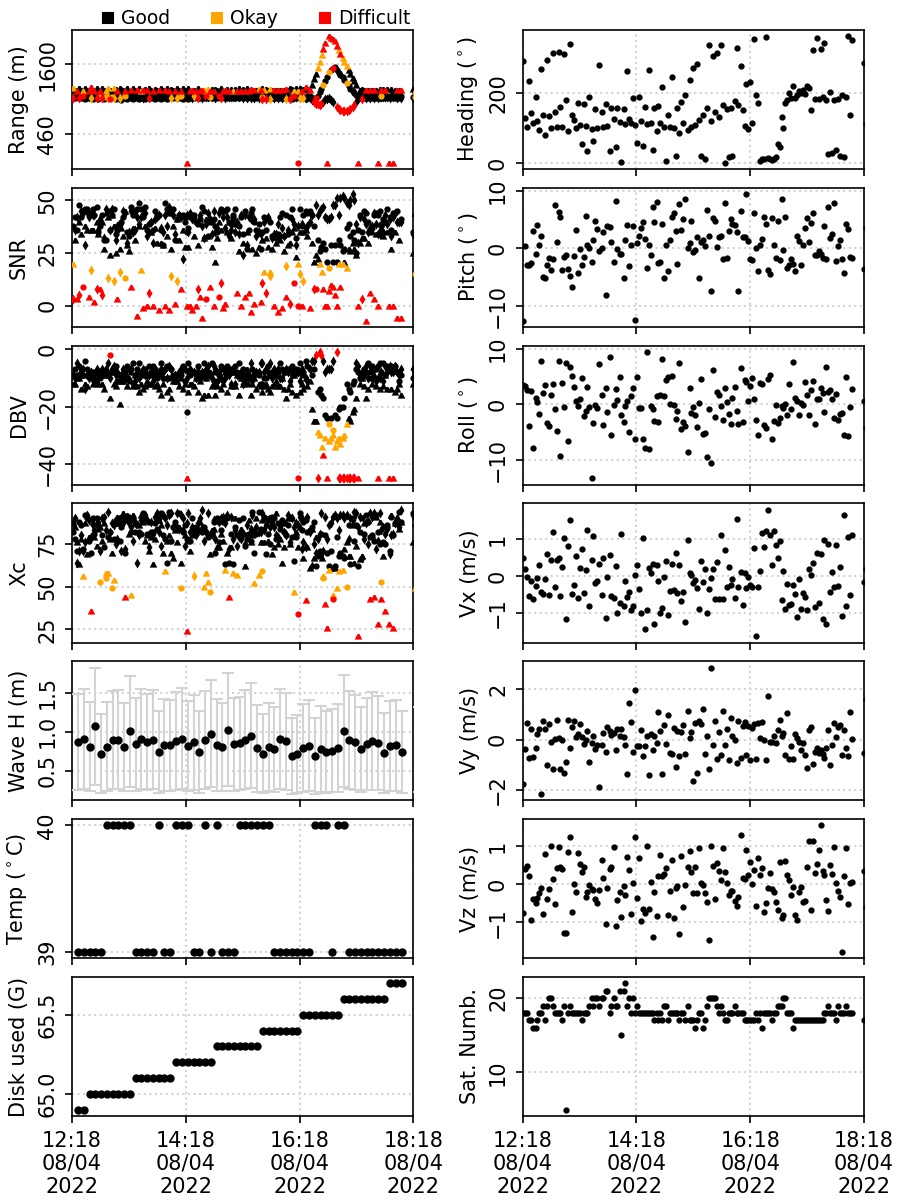 Good Okay Difficult
Range (m)
1600
460
Heading (°)
200
0
SNR
50
25
0
Pitch (°)
10
0
−10
DBV
0
−20
−40
Roll (°)
10
0
−10
Xc
75
50
25
Vx (m/s)
1
0
−1
Wave H (m)
1.5
1.0
0.5
Vy (m/s)
2
0
−2
Temp (°C)
40
39
Vz (m/s)
1
0
−1
Disk used (G)
65.5
65.0
Sat. Numb.
20
10
12:18 14:18 16:18 18:18
08/04 08/04 08/04 08/04
2022 2022 2022 2022
12:18 14:18 16:18 18:18
08/04 08/04 08/04 08/04
2022 2022 2022 2022